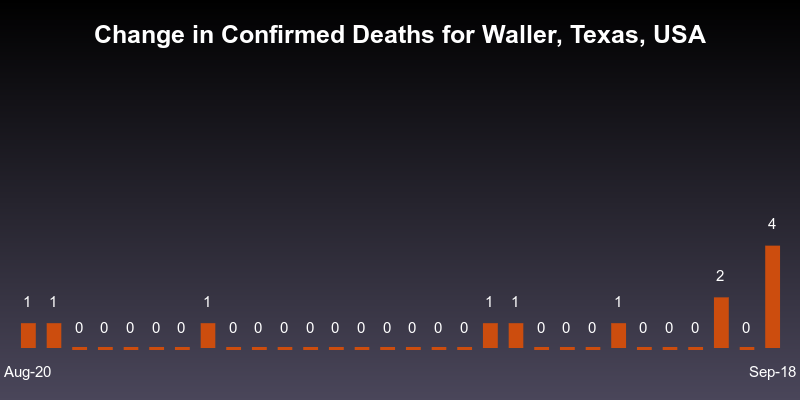 Change in Confirmed Deaths for Waller, Texas, USA
4
2
1 1 1 1 1 1
0 0 0 0 0 0 0 0 0 0 0 0 0 0 0 0 0 0 0 0 0 0
Aug-20 Sep-18